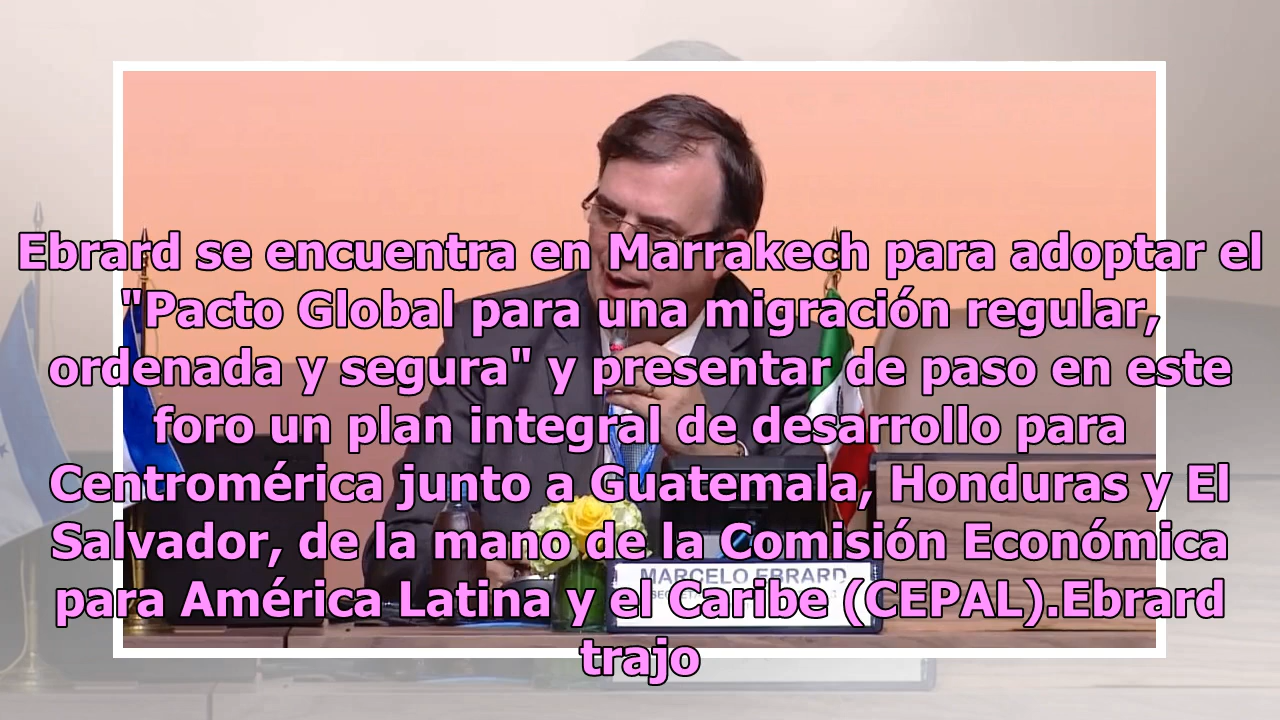 Ebrard se encuentra en Marrakech para adoptar el
"Pacto Global para una migración regular,
ordenada y segura" y presentar de paso en este
foro un plan integral de desarrollo para
Centromérica junto a Guatemala, Honduras y El
Salvador, de la mano de la Comisión Económica
MARCELO EBRARD
para América Latina y el Caribe (CEPAL).Ebrard
trajo